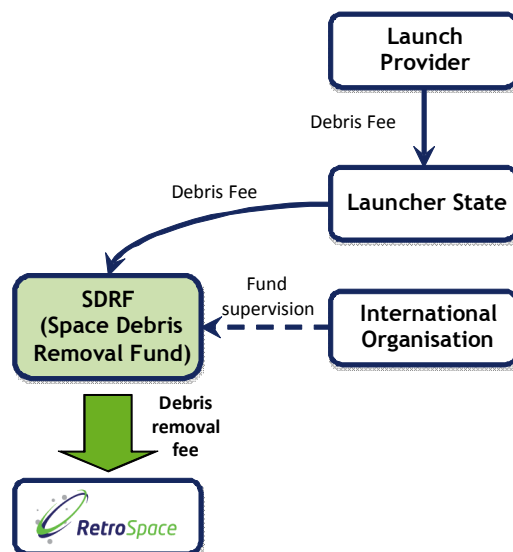 Launch
Provider
Debris Fee
Debris Fee
Launcher State
SDRF
(Space Debris
Removal Fund)
Fund
supervision
International
Organisation
Debris
removal
fee
RetroSpace